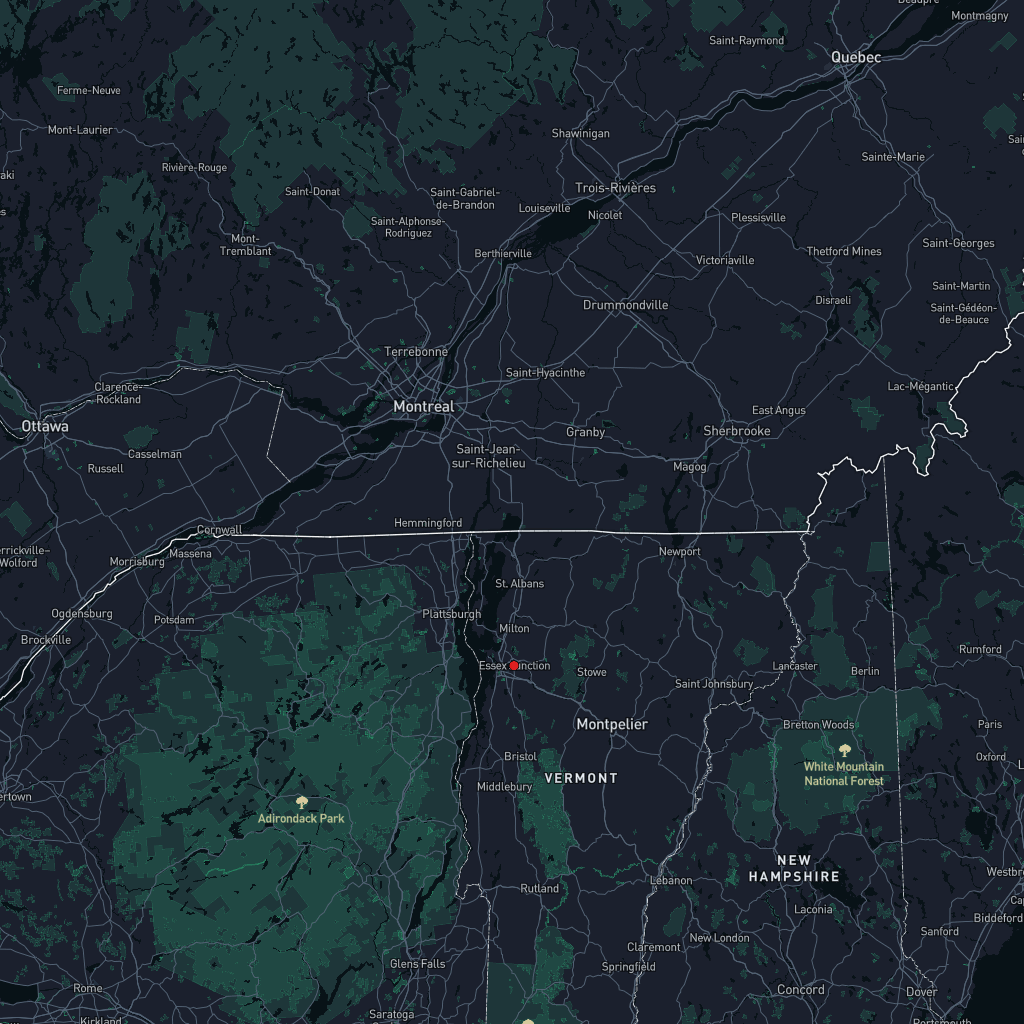 Montmagny
Saint-Raymond
Quebec
Ferme-Neuve
Mont-Laurier
Shawinigan
Rivière-Rouge
Sainte-Marie
Saint-Donat
Trois-Rivières
Saint-Gabriel-
de-Brandon
Louiseville
Nicolet
Plessisville
Saint-Alphonse-
Rodriguez
Mont-
Tremblant
Berthierville
Victoriaville
Thetford Mines
Saint-Georges
Saint-Martin
Disraeli
Saint-Gédéon-
de-Beauce
Drummondville
Terrebonne
Saint-Hyacinthe
Clarence-
Rockland
Lac-Mégantic
Montreal
East Angus
Ottawa
Granby
Sherbrooke
Casselman
Saint-Jean-
sur-Richelieu
Russell
Magog
Hemmingford
Cornwall
Massena
Newport
Morrisburg
errickville–
Wolford
St. Albans
Ogdensburg
Potsdam
Plattsburgh
Milton
Brockville
Rumford
Essex Junction
Stowe
Lancaster
Berlin
Saint Johnsbury
Montpelier
Bretton Woods
Paris
Bristol
Oxford
White Mountain
National Forest
VERMONT
Middlebury
ertown
Adirondack Park
NEW
HAMPSHIRE
Westbr
Rutland
Lebanon
Laconia
Biddeford
Sanford
New London
Claremont
Springfield
Glens Falls
Rome
Concord
Dover
Saratoga
Kirkland
Portsmouth